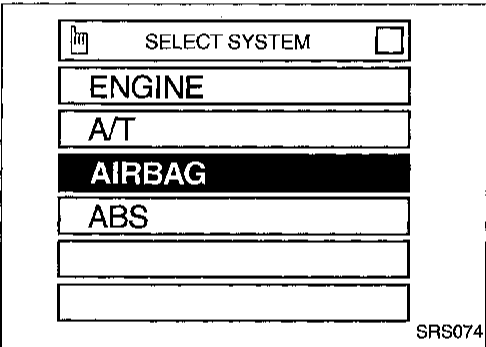 SELECT SYSTEM
ENGINE
A/T
AIRBAG
ABS
SRS074